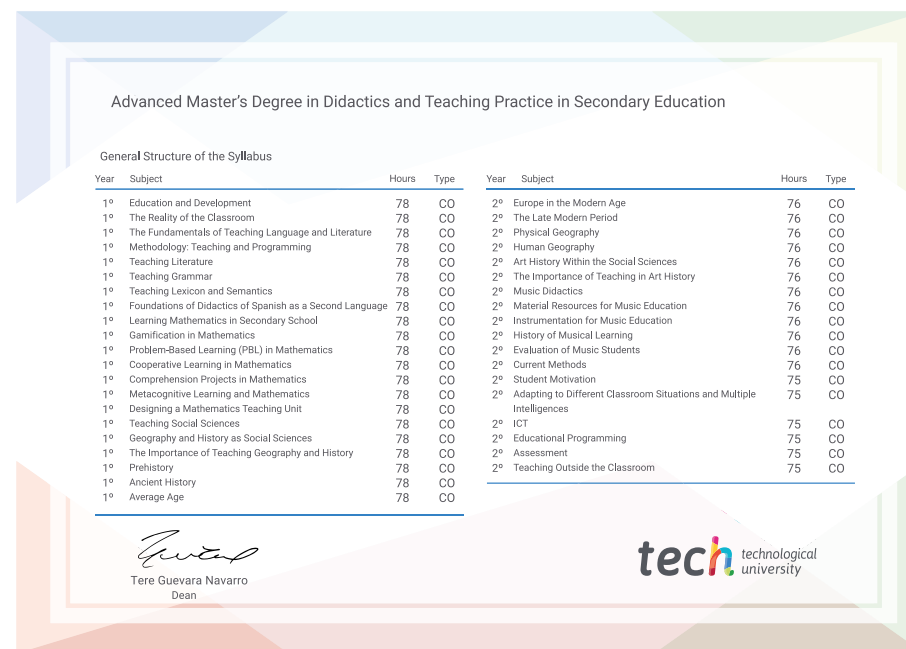 Advanced Master's Degree in Didactics and Teaching Practice in Secondary Education
General Structure of the Syllabus
Year Subject Hours Type
1º Education and Development 78 CO
1º The Reality of the Classroom 78 CO
1º The Fundamentals of Teaching Language and Literature 78 CO
1º Methodology: Teaching and Programming 78 CO
1º Teaching Literature 78 CO
1º Teaching Grammar 78 CO
1º Teaching Lexicon and Semantics 78 CO
1º Foundations of Didactics of Spanish as a Second Language 78 CO
1º Learning Mathematics in Secondary School 78 CO
1º Gamification in Mathematics 78 CO
1º Problem-Based Learning (PBL) in Mathematics 78 CO
1º Cooperative Learning in Mathematics 78 CO
1º Comprehension Projects in Mathematics 78 CO
1º Metacognitive Learning and Mathematics 78 CO
1º Designing a Mathematics Teaching Unit 78 CO
1º Teaching Social Sciences 78 CO
1º Geography and History as Social Sciences 78 CO
1º The Importance of Teaching Geography and History 78 CO
1º Prehistory 78 CO
1º Ancient History 78 CO
1º Average Age 78 CO
Year Subject Hours Type
2º Europe in the Modern Age 76 CO
2º The Late Modern Period 76 CO
2º Physical Geography 76 CO
2º Human Geography 76 CO
2º Art History Within the Social Sciences 76 CO
2º The Importance of Teaching in Art History 76 CO
2º Music Didactics 76 CO
2º Material Resources for Music Education 76 CO
2º Instrumentation for Music Education 76 CO
2º History of Musical Learning 76 CO
2º Evaluation of Music Students 76 CO
2º Current Methods 76 CO
2º Student Motivation 75 CO
2º Adapting to Different Classroom Situations and Multiple 75 CO
Intelligences
2º ICT 75 CO
2º Educational Programming 75 CO
2º Assessment 75 CO
2º Teaching Outside the Classroom 75 CO
Tere Guevara Navarro
Dean
tech technological
university